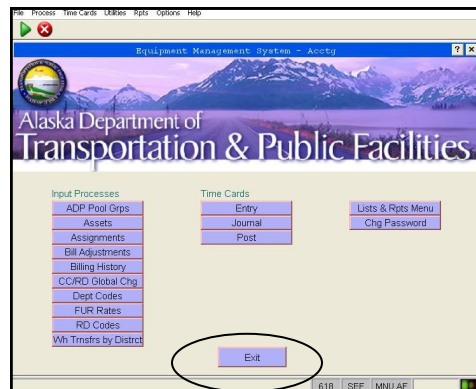 File Process Time Cards Utilities Rpts Options Help
Equipment Management System - Acctg
? ×
Alaska Department of
Transportation & Public Facilities
Input Processes
ADP Pool Grps
Assets
Assignments
Bill Adjustments
Billing History
CC/RD Global Chg
Dept Codes
FUR Rates
RD Codes
Wh Trnsfrs by Distrct
Time Cards
Entry
Journal
Post
Lists & Rpts Menu
Chg Password
Exit
618 SEF MNU.AE